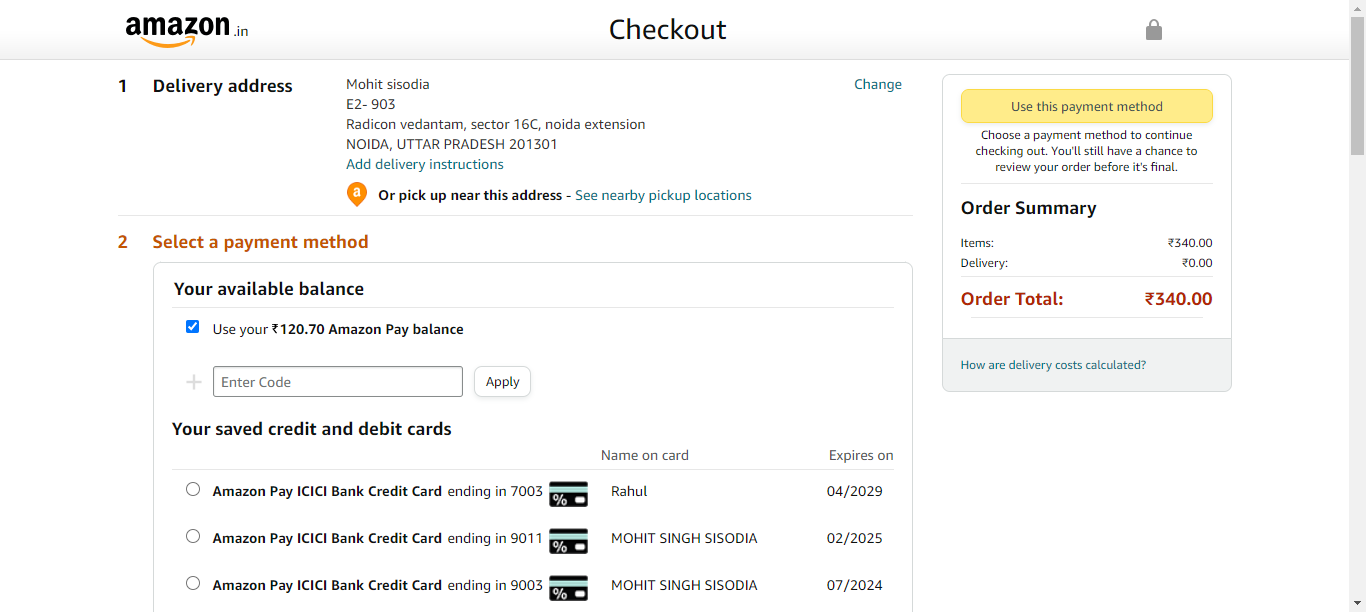 amazon.in
Checkout
1 Delivery address
Mohit sisodia
E2- 903
Radicon vedantam, sector 16C, noida extension
NOIDA, UTTAR PRADESH 201301
Add delivery instructions
Change
a Or pick up near this address - See nearby pickup locations
2 Select a payment method
Your available balance
Use your ₹120.70 Amazon Pay balance
Enter Code Apply
Your saved credit and debit cards
Name on card Expires on
Amazon Pay ICICI Bank Credit Card ending in 7003 % Rahul 04/2029
Amazon Pay ICICI Bank Credit Card ending in 9011 % MOHIT SINGH SISODIA 02/2025
Amazon Pay ICICI Bank Credit Card ending in 9003 % MOHIT SINGH SISODIA 07/2024
Use this payment method
Choose a payment method to continue
checking out. You'll still have a chance to
review your order before it's final.
Order Summary
Items: ₹340.00
Delivery: ₹0.00
Order Total: ₹340.00
How are delivery costs calculated?